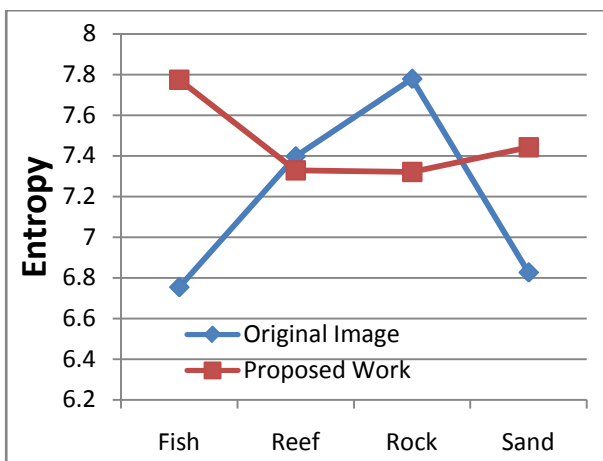 8
7.8
7.6
7.4
7.2
7
6.8
6.6
6.4
6.2
Entropy
Original Image
Proposed Work
Fish Reef Rock Sand